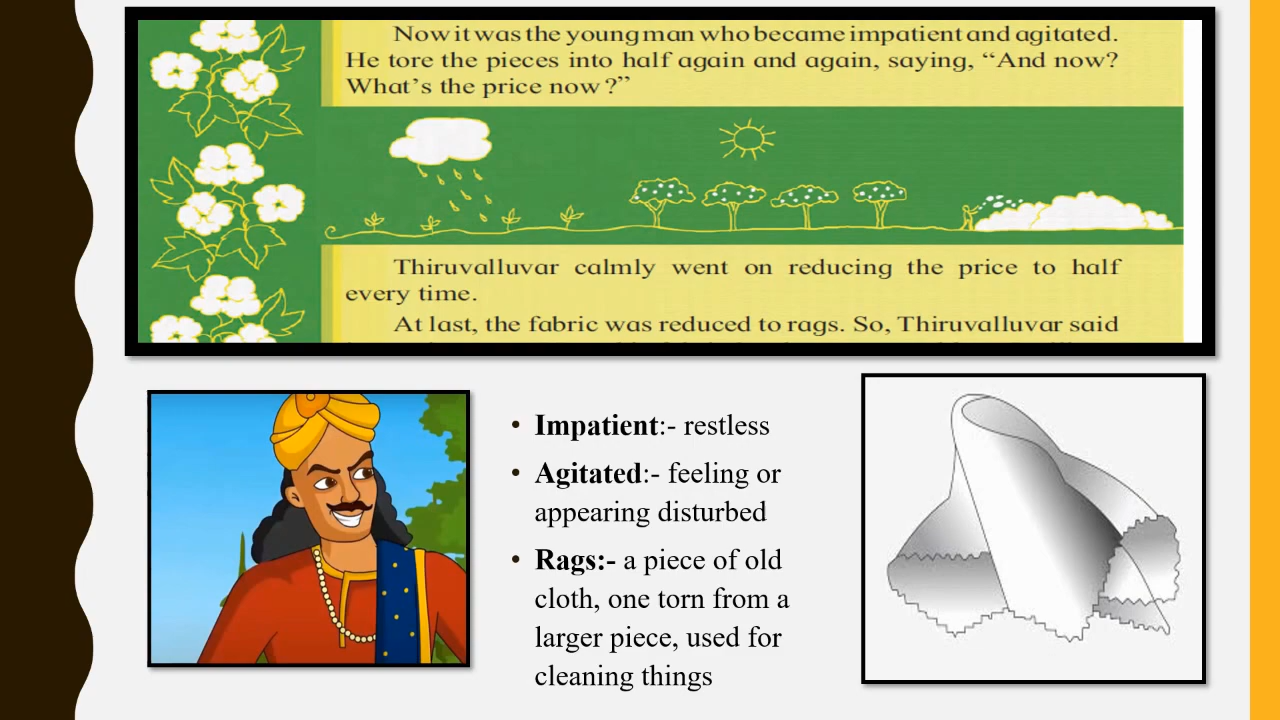 Now it was the young man who became impatient and agitated.
He tore the pieces into half again and again, saying, “And now?
What’s the price now ?”
Thiruvalluvar calmly went on reducing the price to half
every time.
At last, the fabric was reduced to rags. So, Thiruvalluvar said
• Impatient:- restless
• Agitated:- feeling or
appearing disturbed
• Rags:- a piece of old
cloth, one torn from a
larger piece, used for
cleaning things